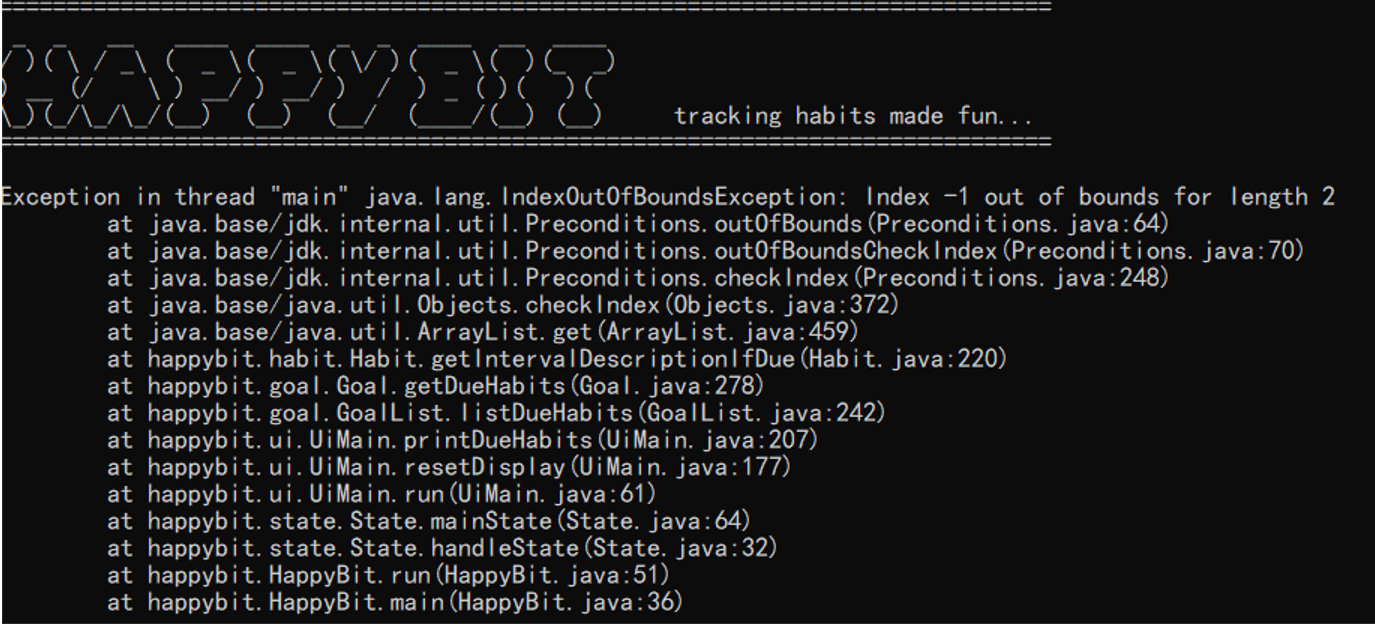 HAPPYBIT
tracking habits made fun...
Exception in thread "main" java.lang.IndexOutOfBoundsException: Index -1 out of bounds for length 2
at java.base/jdk.internal.util.Preconditions.outOfBounds(Preconditions.java:64)
at java.base/jdk.internal.util.Preconditions.outOfBoundsCheckIndex(Preconditions.java:70)
at java.base/jdk.internal.util.Preconditions.checkIndex(Preconditions.java:248)
at java.base/java.util.Objects.checkIndex(Objects.java:372)
at java.base/java.util.ArrayList.get(ArrayList.java:459)
at happybit.habit.Habit.getIntervalDescriptionIfDue(Habit.java:220)
at happybit.goal.Goal.getDueHabits(Goal.java:278)
at happybit.goal.GoalList.listDueHabits(GoalList.java:242)
at happybit.ui.UiMain.printDueHabits(UiMain.java:207)
at happybit.ui.UiMain.resetDisplay(UiMain.java:177)
at happybit.ui.UiMain.run(UiMain.java:61)
at happybit.state.State.mainState(State.java:64)
at happybit.state.State.handleState(State.java:32)
at happybit.HappyBit.run(HappyBit.java:51)
at happybit.HappyBit.main(HappyBit.java:36)